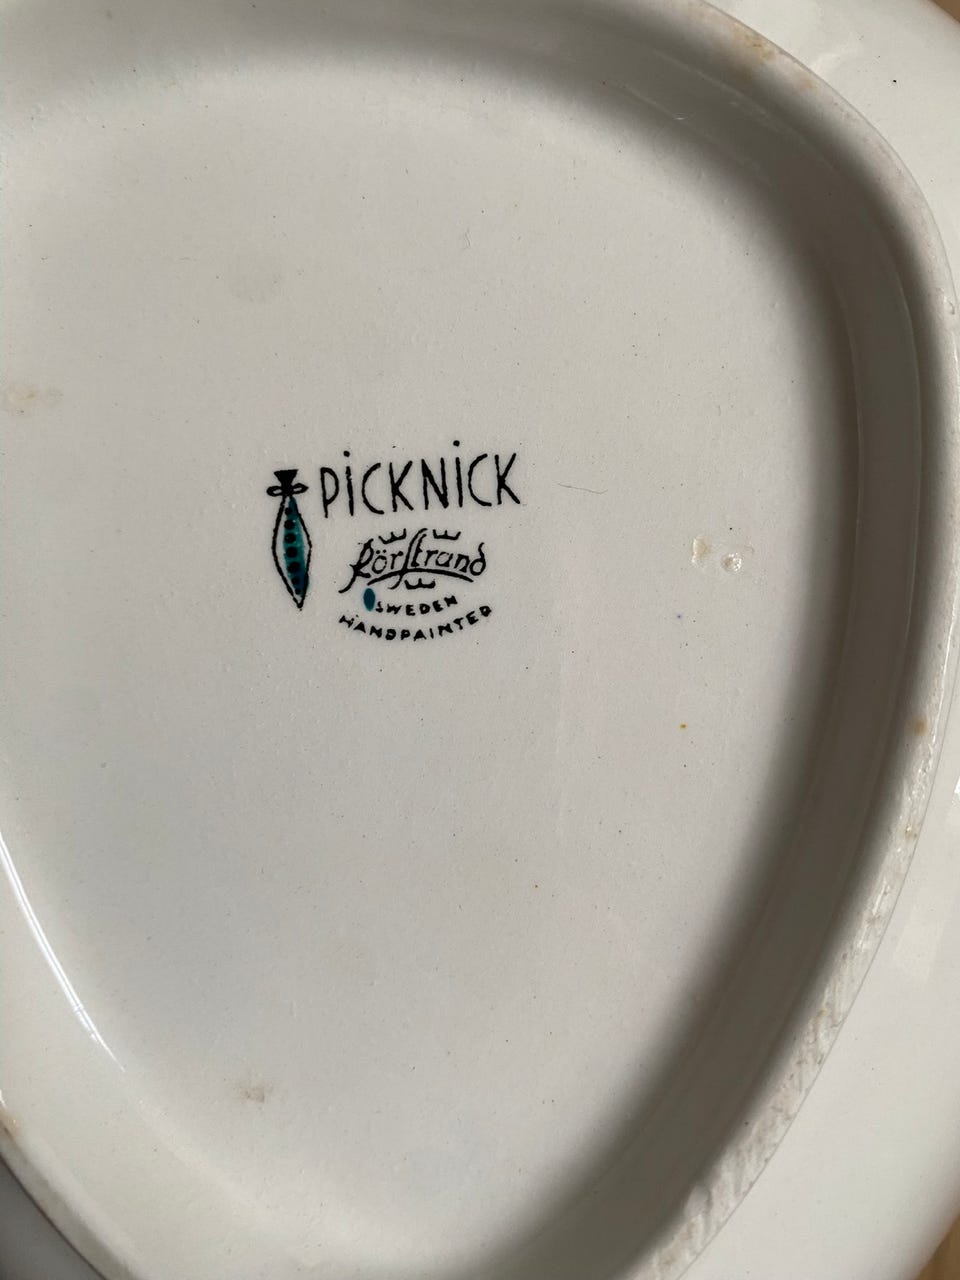 PiCKNiCK
RörStrand
SWEDEN
HANDPAINTED